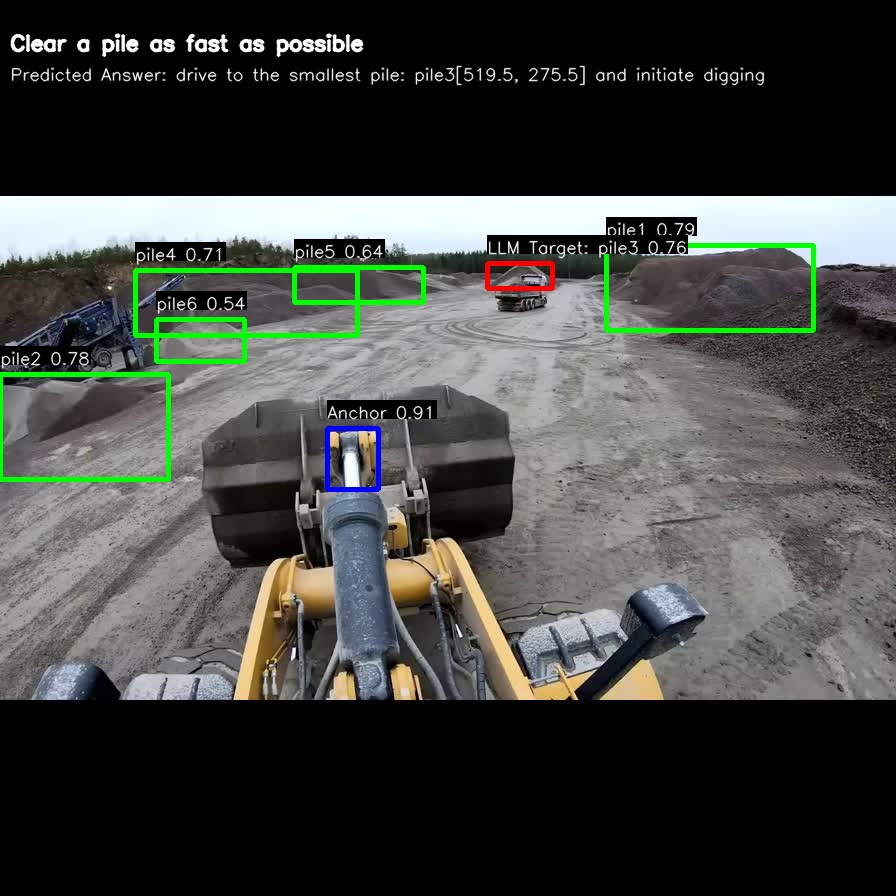 Clear a pile as fast as possible
Predicted Answer: drive to the smallest pile: pile3[519.5, 275.5] and initiate digging
pile1 0.79
LLM Target: pile3 0.76
pile5 0.64
pile4 0.71
pile6 0.54
pile2 0.78
Anchor 0.91